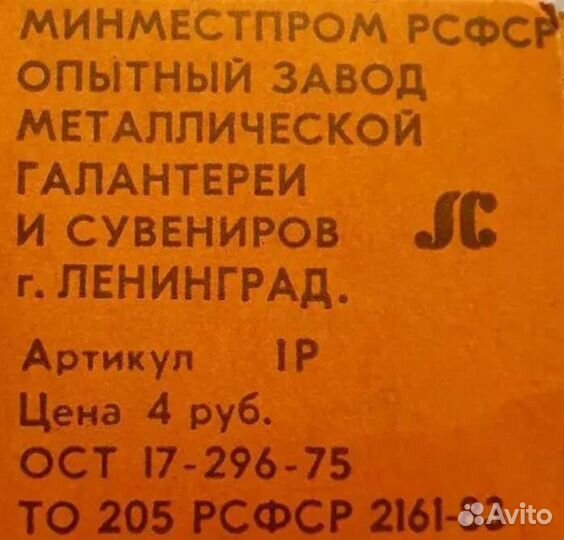 МИНМЕСТПРОМ РСФСР
ОПЫТНЫЙ ЗАВОД
МЕТАЛЛИЧЕСКОЙ
ГАЛАНТЕРЕИ
И СУВЕНИРОВ
г. ЛЕНИНГРАД.
Артикул 1Р
Цена 4 руб.
ОСТ 17-296-75
ТО 205 РСФСР 2161-83
Avito